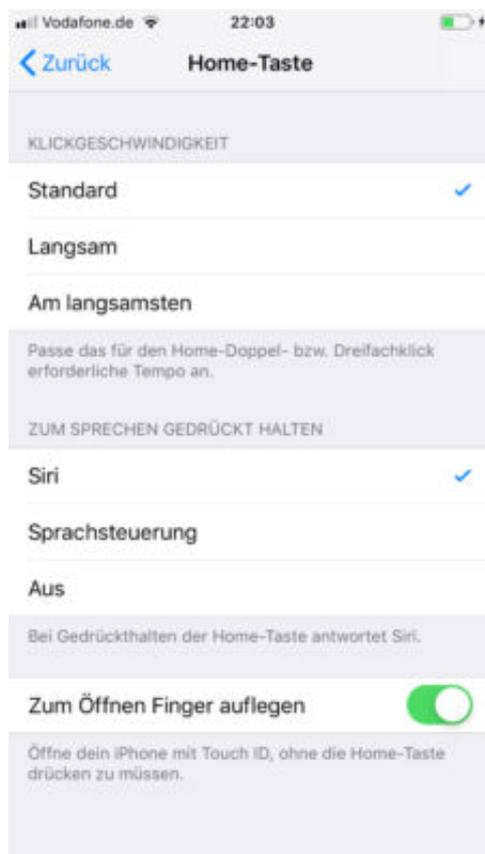 Vodafone.de 22:03
Zurück Home-Taste
KLICKGESCHWINDIGKEIT
Standard
Langsam
Am langsamsten
Passe das für den Home-Doppel- bzw. Dreifachklick
erforderliche Tempo an.
ZUM SPRECHEN GEDRÜCKT HALTEN
Siri
Sprachsteuerung
Aus
Bei Gedrückthalten der Home-Taste antwortet Siri.
Zum Öffnen Finger auflegen
Öffne dein iPhone mit Touch ID, ohne die Home-Taste
drücken zu müssen.